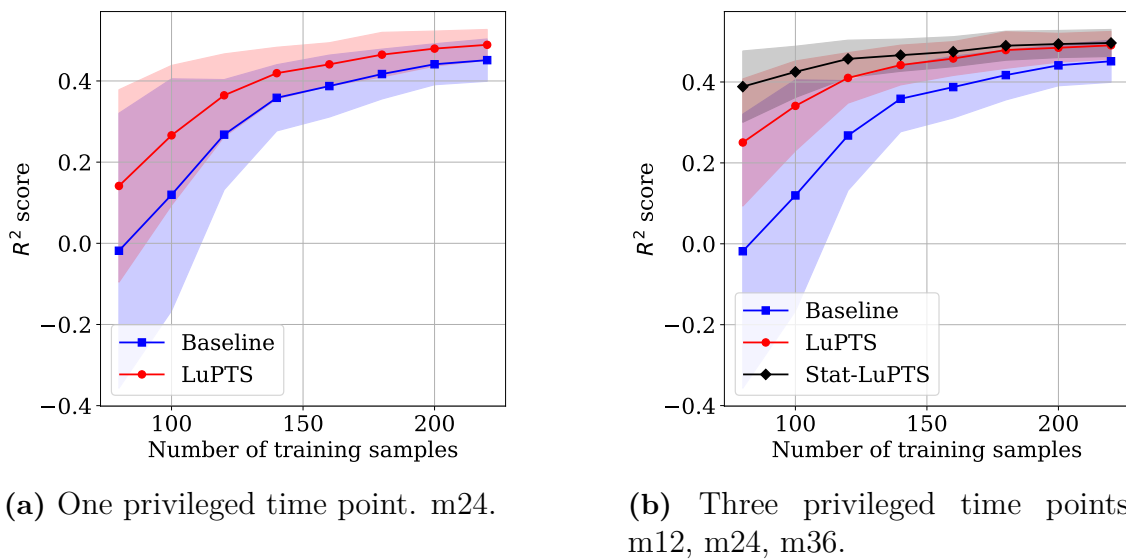 0.4
0.2
0.0
−0.2
−0.4
R² score
100
150
200
Number of training samples
Baseline
LuPTS
(a) One privileged time point. m24.
0.4
0.2
0.0
−0.2
−0.4
R² score
100
150
200
Number of training samples
Baseline
LuPTS
Stat-LuPTS
(b) Three privileged time points
m12, m24, m36.